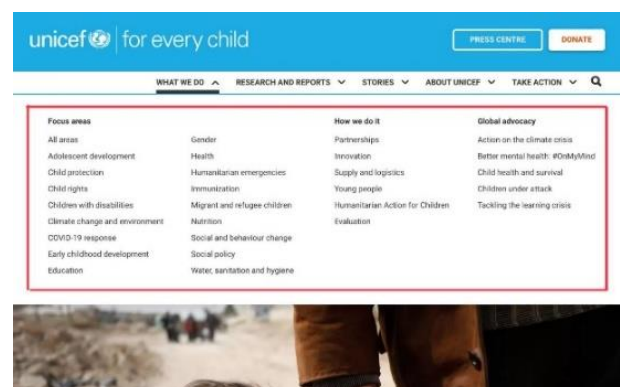 unicef for every child
PRESS CENTRE
DONATE
WHAT WE DO
RESEARCH AND REPORTS
STORIES
ABOUT UNICEF
TAKE ACTION
Focus areas
All areas
Adolescent development
Child protection
Child rights
Children with disabilities
Climate change and environment
COVID-19 response
Early childhood development
Education
Gender
Health
Humanitarian emergencies
Immunization
Migrant and refugee children
Nutrition
Social and behaviour change
Social policy
Water, sanitation and hygiene
How we do it
Partnerships
Innovation
Supply and logistics
Young people
Humanitarian Action for Children
Evaluation
Global advocacy
Action on the climate crisis
Better mental health: #OnMyMind
Child health and survival
Children under attack
Tackling the learning crisis